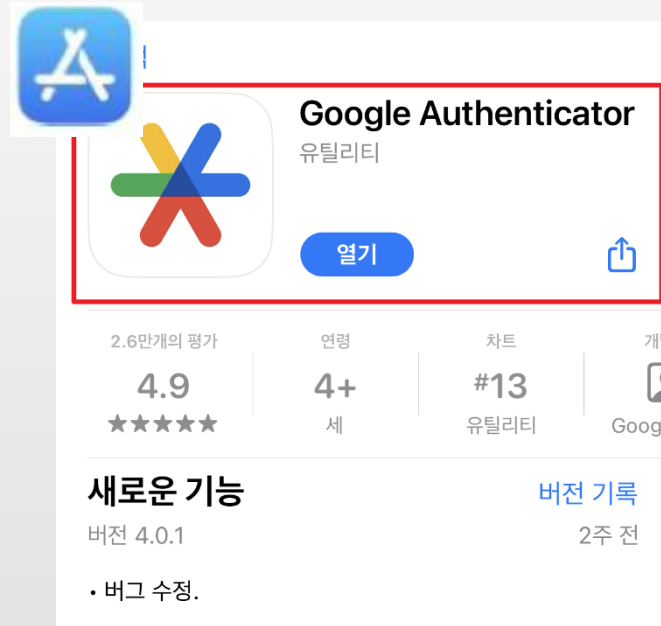 Google Authenticator
유틸리티
열기
2.6만개의 평가
연령
차트
4.9
4+
#13
★★★★★
세
유틸리티
Goog
새로운 기능
버전 기록
버전 4.0.1
2주 전
• 버그 수정.